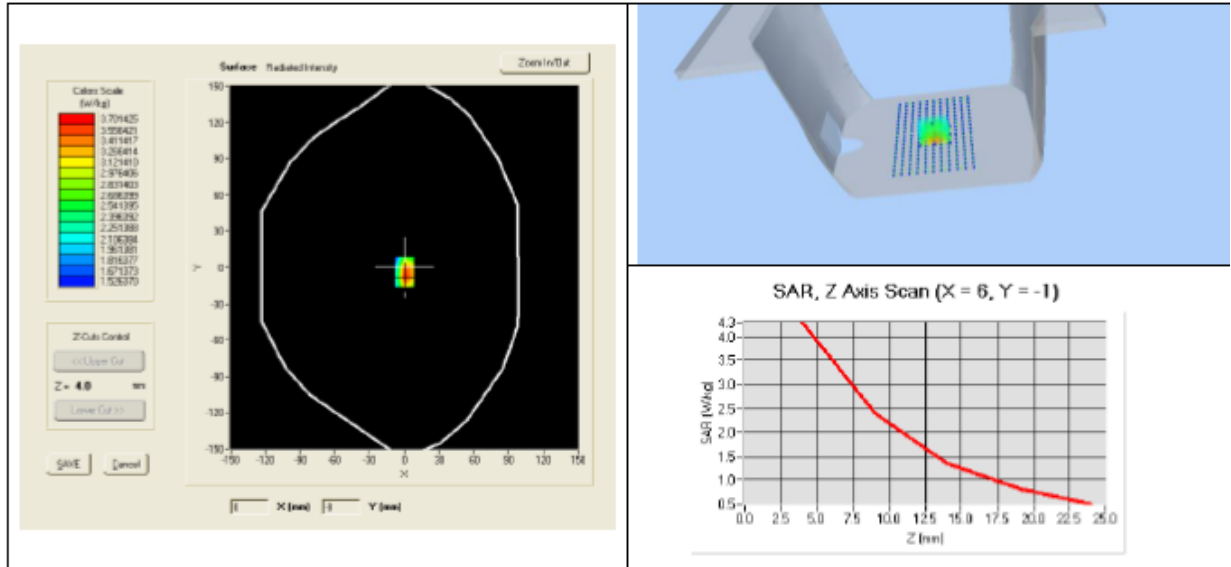 Surface Radiated Intensity
Zoom In/Out
Colors Scale
(W/kg)
3.701425
3.556421
3.411417
3.266414
3.121410
2.976406
2.831403
2.686399
2.541395
2.396392
2.251388
2.106384
1.961381
1.816377
1.671373
1.526370
Z-Cuts Control
<< Upper Cut
Z = 4.0 mm
Lower Cut >>
SAVE Cancel
150
120
90
60
30
0
-30
-60
-90
-120
-150
Y
-150 -120 -90 -60 -30 0 30 60 90 120 150
X
X (mm) Y (mm)
SAR, Z Axis Scan (X = 6, Y = -1)
4.3
4.0
3.5
3.0
2.5
2.0
1.5
1.0
0.5
SAR (W/kg)
0.0 2.5 5.0 7.5 10.0 12.5 15.0 17.5 20.0 22.5 25.0
Z (mm)